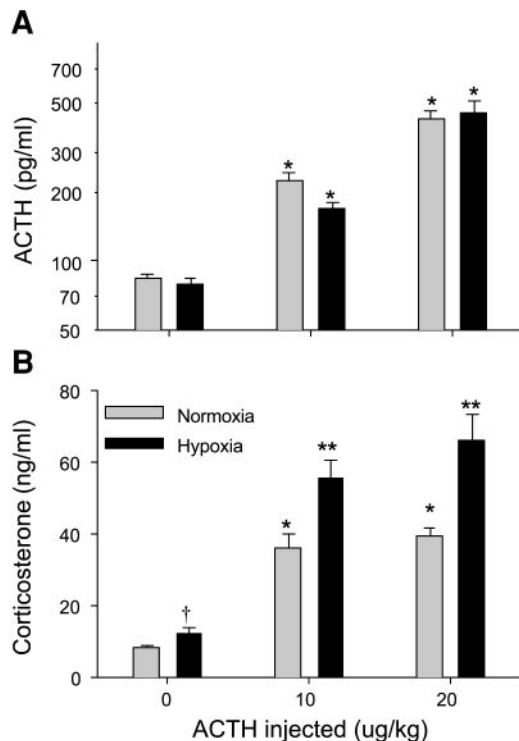 A
ACTH (pg/ml)
700
500
300
200
100
70
50
* * * *
B
Corticosterone (ng/ml)
80
60
40
20
0
Normoxia
Hypoxia
† * ** * **
0 10 20
ACTH injected (ug/kg)